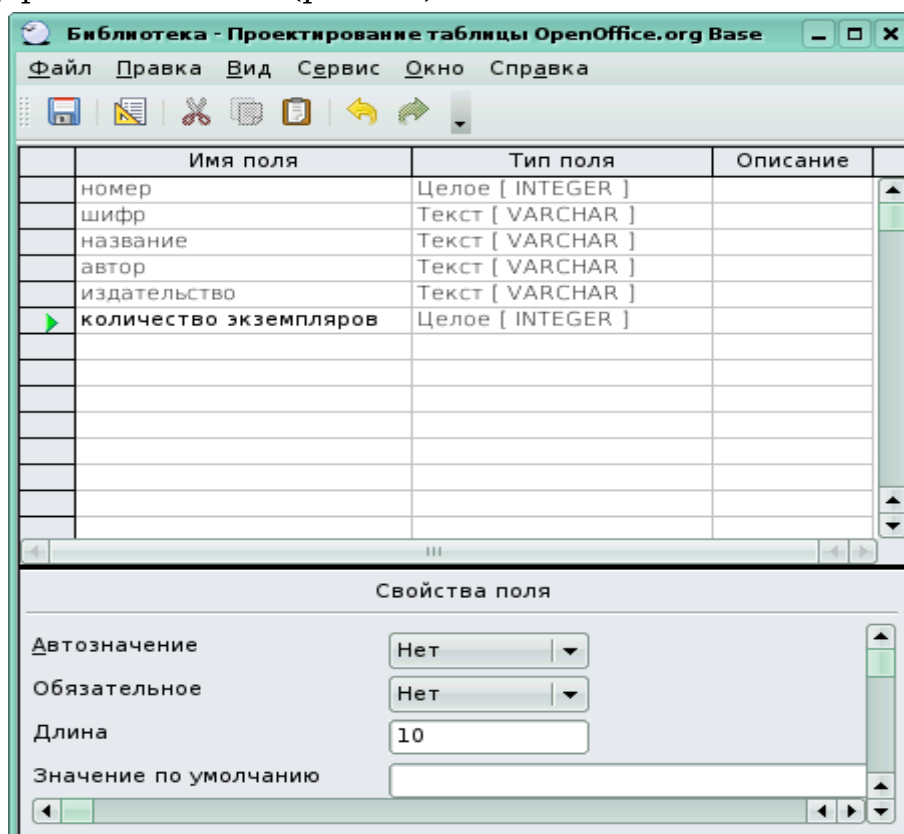 Библиотека - Проектирование таблицы OpenOffice.org Base
Файл Правка Вид Сервис Окно Справка
Имя поля Тип поля Описание
номер Целое [ INTEGER ]
шифр Текст [ VARCHAR ]
название Текст [ VARCHAR ]
автор Текст [ VARCHAR ]
издательство Текст [ VARCHAR ]
количество экземпляров Целое [ INTEGER ]
Свойства поля
Автозначение Нет
Обязательное Нет
Длина 10
Значение по умолчанию